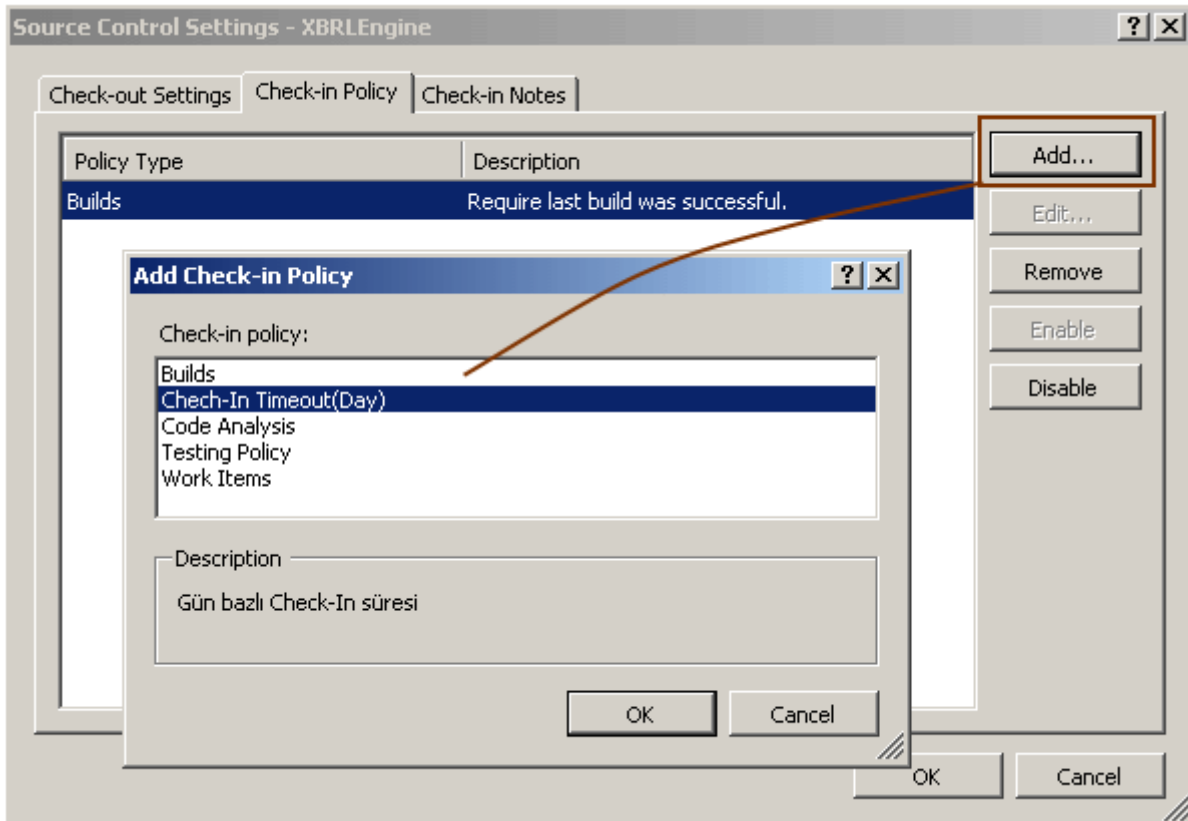 Source Control Settings - XBRLEngine
Check-out Settings Check-in Policy Check-in Notes
Policy Type Description
Builds Require last build was successful.
Add...
Edit...
Remove
Enable
Disable
Add Check-in Policy
Check-in policy:
Builds
Chech-In Timeout(Day)
Code Analysis
Testing Policy
Work Items
Description
Gün bazlı Check-In süresi
OK Cancel
OK Cancel